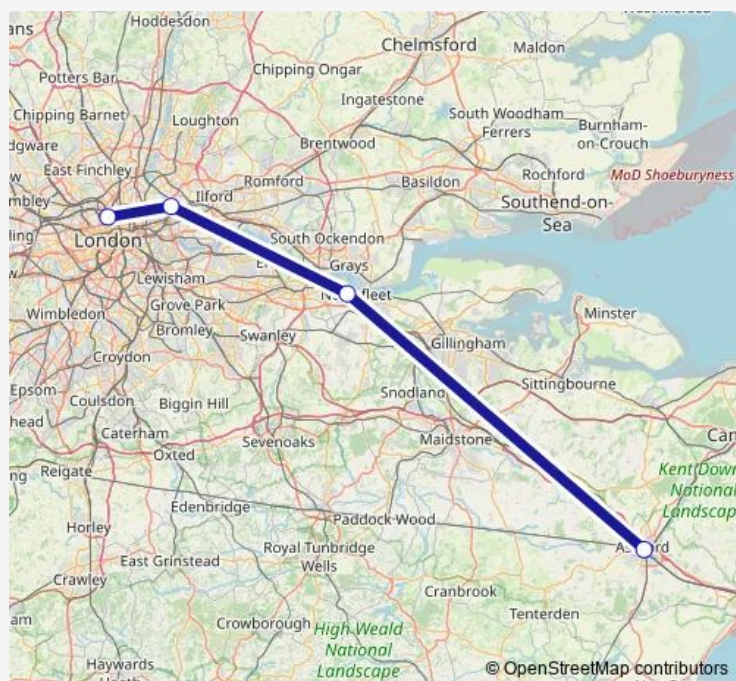 Hoddesdon
Chelmsford
Maldon
Potters Bar
Chipping Ongar
Ingatestone
Chipping Barnet
Loughton
South Woodham
Ferrers
Burnham-
on-Crouch
Brentwood
East Finchley
Ilford
Romford
Basildon
Rochford
MoD Shoeburyness
Southend-on-
Sea
London
South Ockendon
Grays
Lewisham
Grove Park
Wimbledon
Bromley
Swanley
Gillingham
Minster
Croydon
Epsom
Coulsdon
Biggin Hill
Snodland
Sittingbourne
Caterham
Oxted
Sevenoaks
Maidstone
Reigate
Kent Down
National
Landscap
Edenbridge
Paddock Wood
Horley
East Grinstead
Royal Tunbridge
Wells
Crawley
Cranbrook
Tenterden
Crowborough
High Weald
National
Landscape
Haywards
© OpenStreetMap contributors